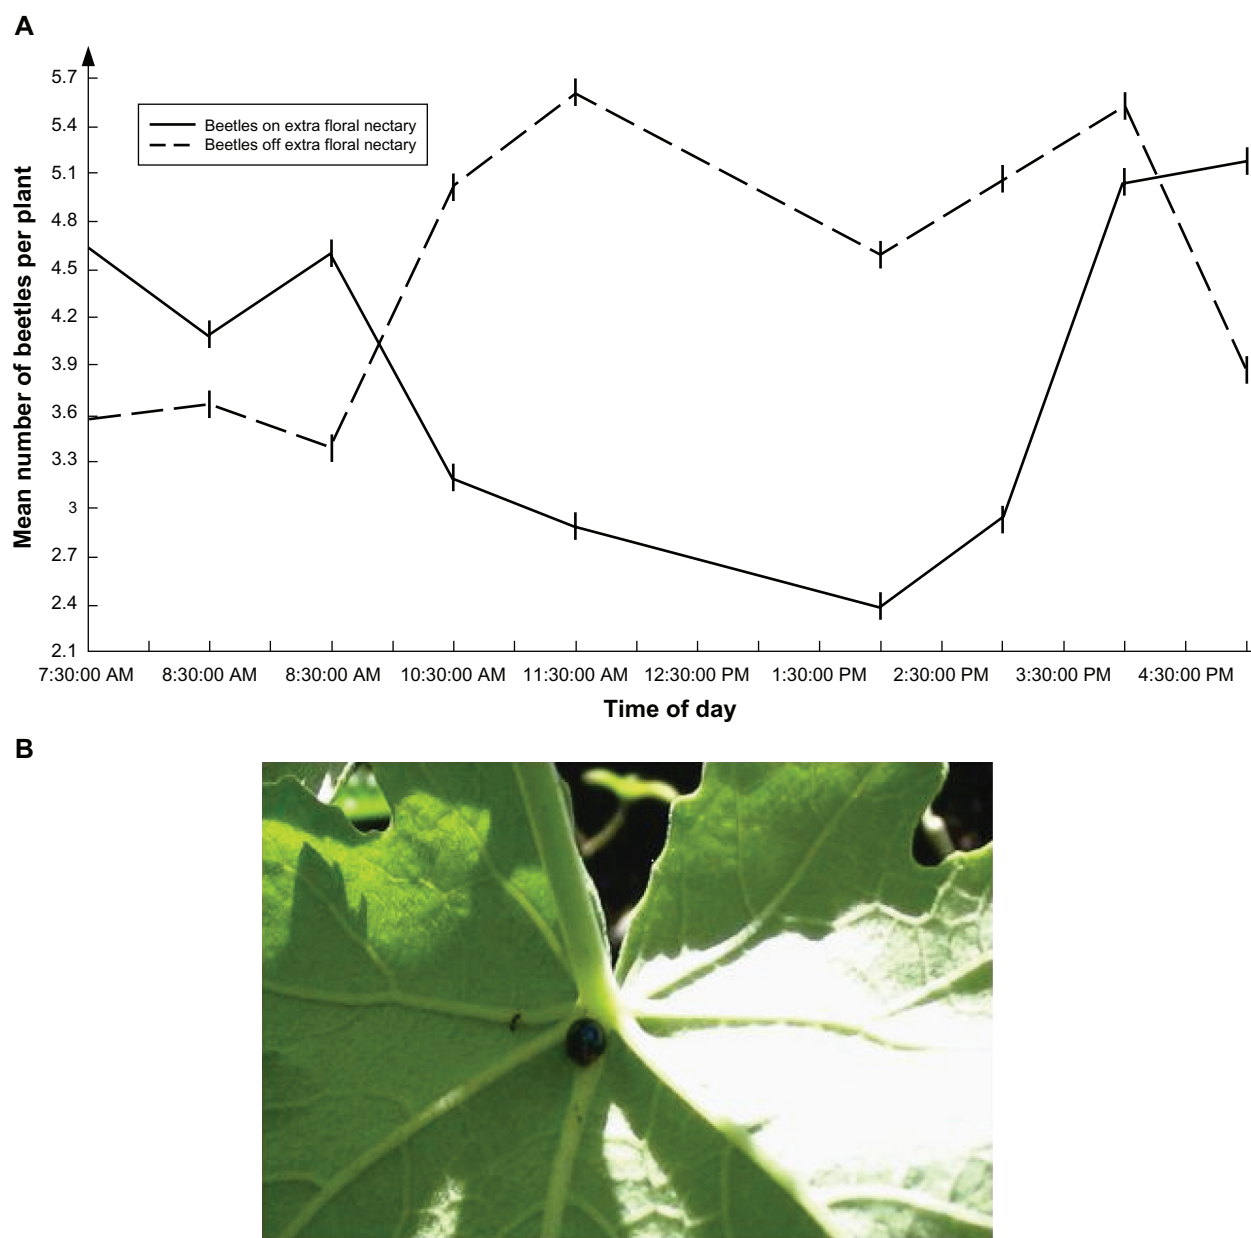 A
5.7
5.4
5.1
4.8
4.5
4.2
3.9
3.6
3.3
3
2.7
2.4
2.1
Mean number of beetles per plant
Beetles on extra floral nectary
Beetles off extra floral nectary
7:30:00 AM 8:30:00 AM 8:30:00 AM 10:30:00 AM 11:30:00 AM 12:30:00 PM 1:30:00 PM 2:30:00 PM 3:30:00 PM 4:30:00 PM
Time of day
B